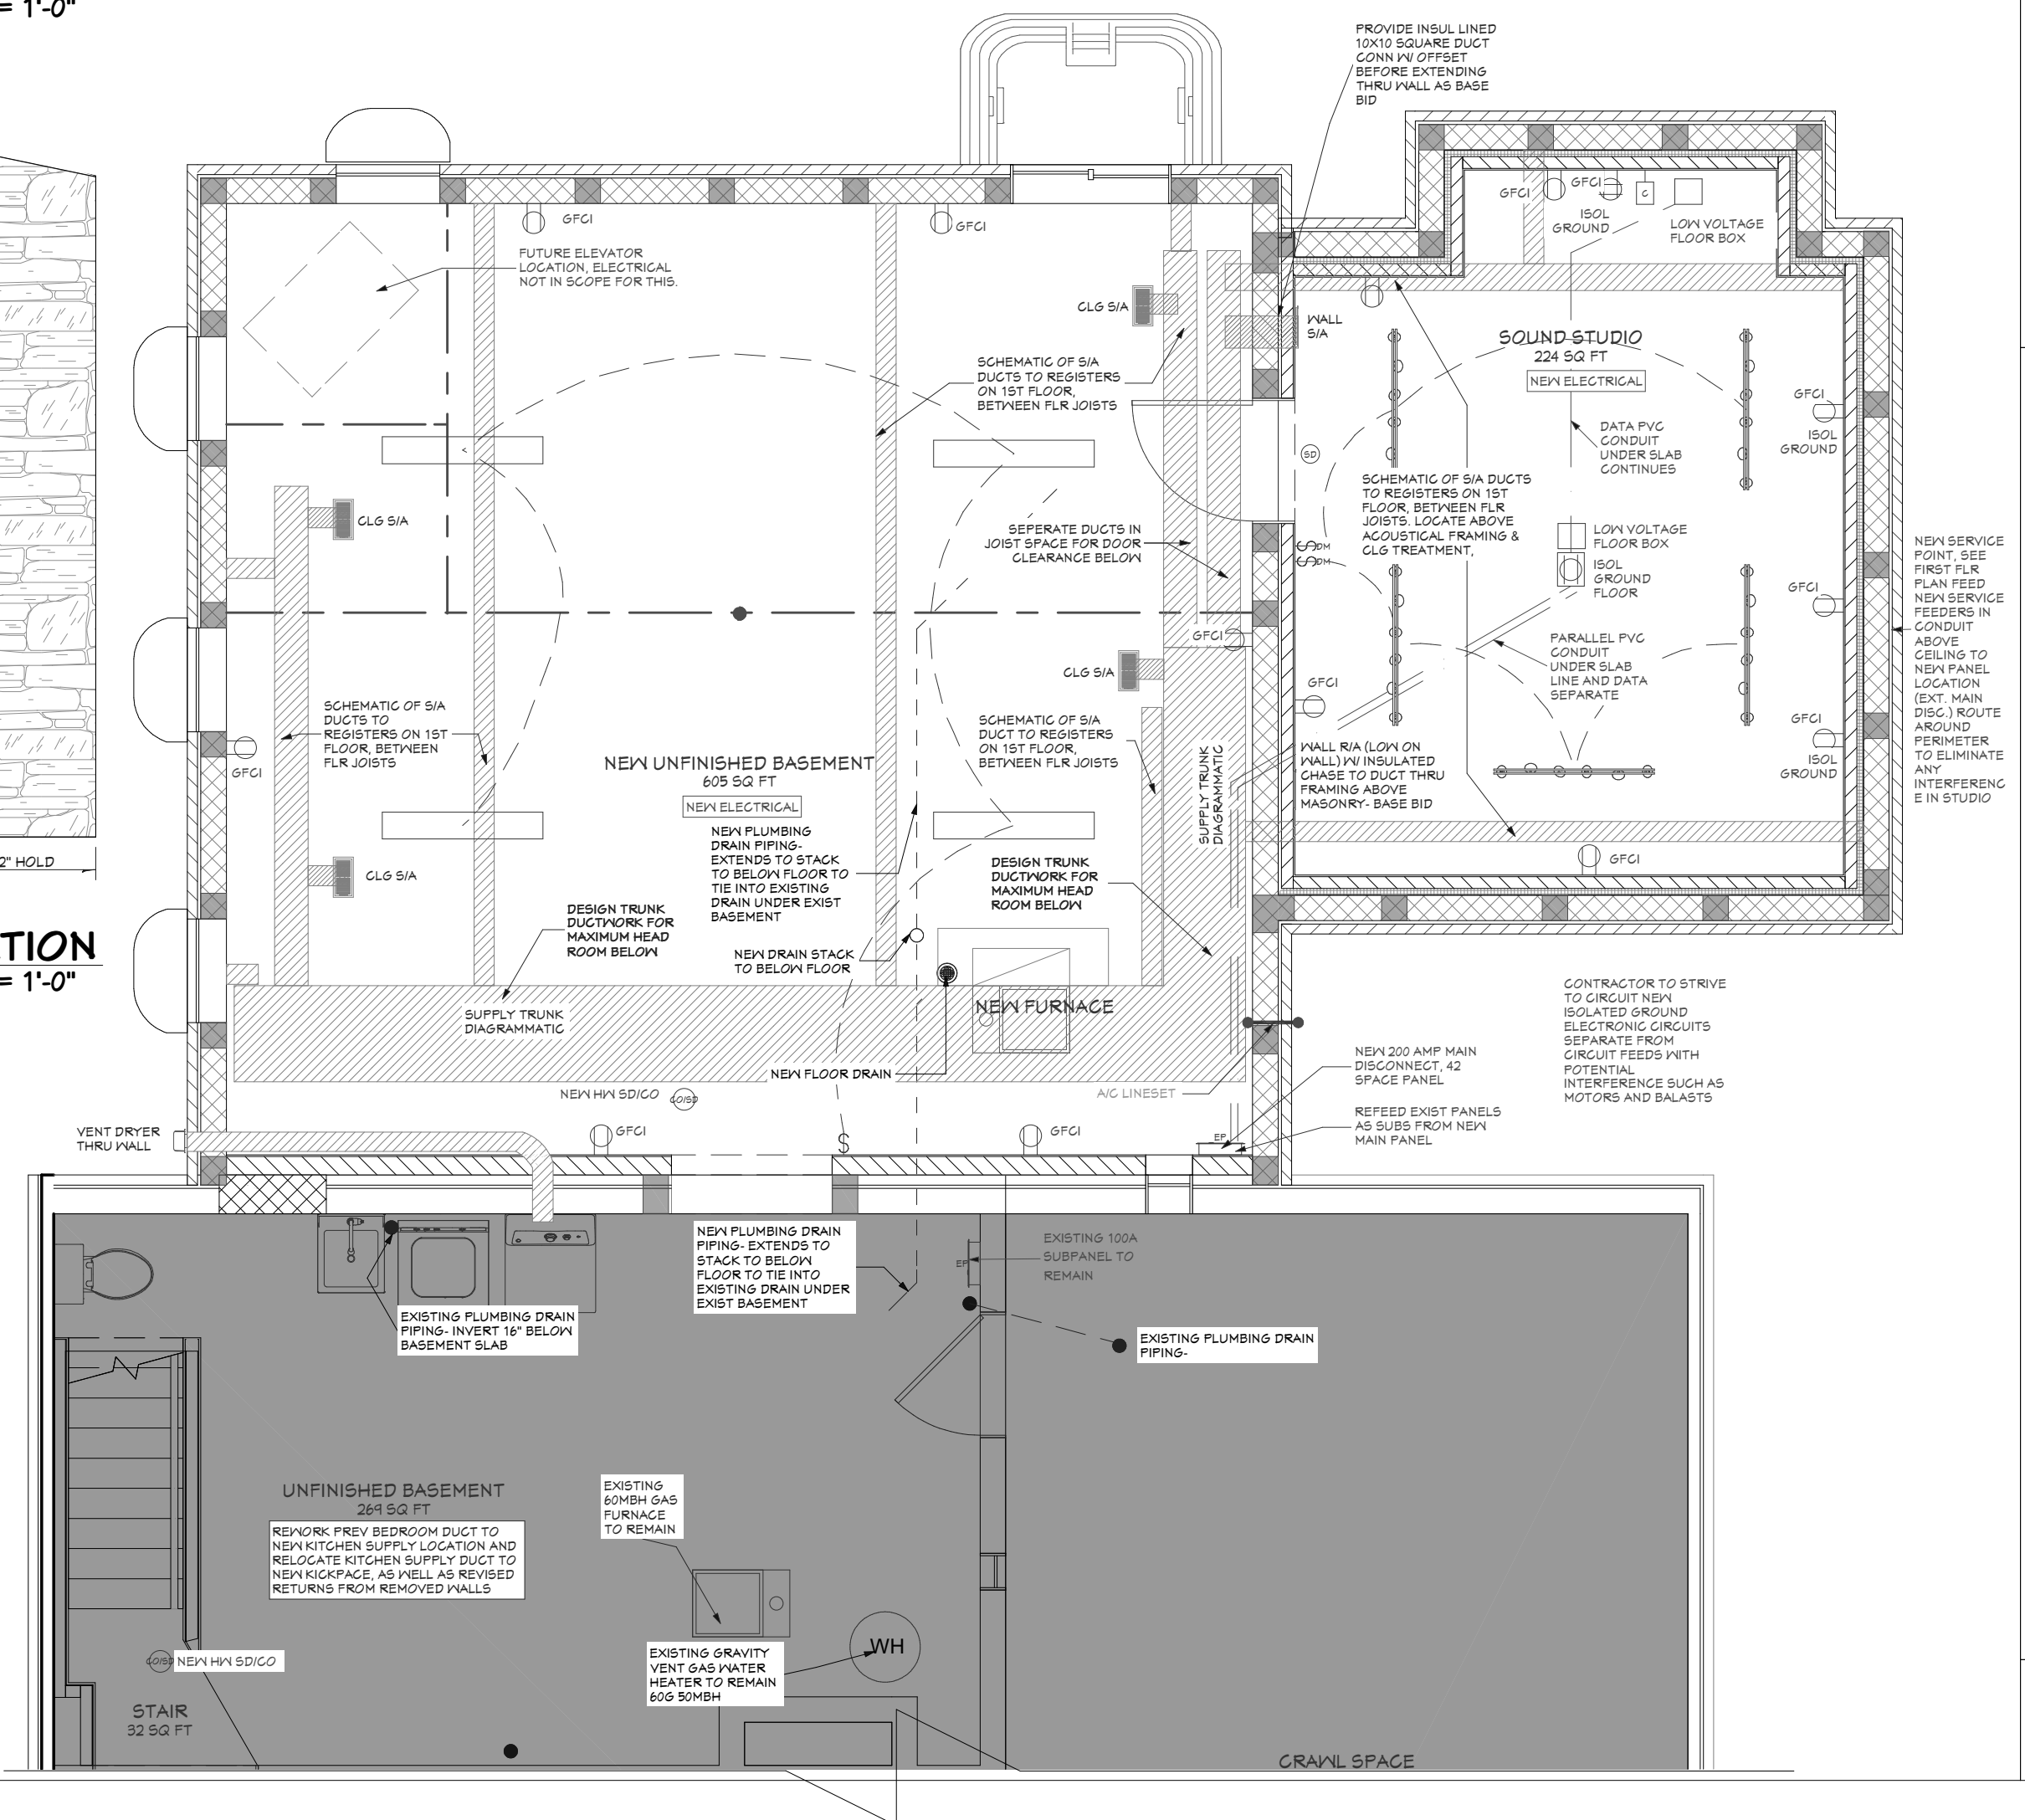 = 1'-0"
PROVIDE INSUL LINED
10X10 SQUARE DUCT
CONN W/ OFFSET
BEFORE EXTENDING
THRU WALL AS BASE
BID
GFCI
GFCI
C
ISOL
GROUND
LOW VOLTAGE
FLOOR BOX
GFCI
GFCI
FUTURE ELEVATOR
LOCATION, ELECTRICAL
NOT IN SCOPE FOR THIS.
CLG S/A
WALL
S/A
SOUND STUDIO
224 SQ FT
NEW ELECTRICAL
SCHEMATIC OF S/A
DUCTS TO REGISTERS
ON 1ST FLOOR,
BETWEEN FLR JOISTS
GFCI
ISOL
GROUND
DATA PVC
CONDUIT
UNDER SLAB
CONTINUES
SD
SCHEMATIC OF S/A DUCTS
TO REGISTERS ON 1ST
FLOOR, BETWEEN FLR
JOISTS. LOCATE ABOVE
ACOUSTICAL FRAMING &
CLG TREATMENT,
CLG S/A
SEPERATE DUCTS IN
JOIST SPACE FOR DOOR
CLEARANCE BELOW
LOW VOLTAGE
FLOOR BOX
S DM
S DM
ISOL
GROUND
FLOOR
NEW SERVICE
POINT, SEE
FIRST FLR
PLAN FEED
NEW SERVICE
FEEDERS IN
CONDUIT
ABOVE
CEILING TO
NEW PANEL
LOCATION
(EXT. MAIN
DISC.) ROUTE
AROUND
PERIMETER
TO ELIMINATE
ANY
INTERFERENC
E IN STUDIO
GFCI
GFCI
PARALLEL PVC
CONDUIT
UNDER SLAB
LINE AND DATA
SEPARATE
CLG S/A
GFCI
SCHEMATIC OF S/A
DUCTS TO
REGISTERS ON 1ST
FLOOR, BETWEEN
FLR JOISTS
SCHEMATIC OF S/A
DUCT TO REGISTERS
ON 1ST FLOOR,
BETWEEN FLR JOISTS
GFCI
ISOL
GROUND
GFCI
NEW UNFINISHED BASEMENT
605 SQ FT
NEW ELECTRICAL
SUPPLY TRUNK
DIAGRAMMATIC
WALL R/A (LOW ON
WALL) W/ INSULATED
CHASE TO DUCT THRU
FRAMING ABOVE
MASONRY- BASE BID
NEW PLUMBING
DRAIN PIPING-
EXTENDS TO STACK
TO BELOW FLOOR TO
TIE INTO EXISTING
DRAIN UNDER EXIST
BASEMENT
2" HOLD
CLG S/A
DESIGN TRUNK
DUCTWORK FOR
MAXIMUM HEAD
ROOM BELOW
GFCI
DESIGN TRUNK
DUCTWORK FOR
MAXIMUM HEAD
ROOM BELOW
TION
= 1'-0"
NEW DRAIN STACK
TO BELOW FLOOR
NEW FURNACE
SUPPLY TRUNK
DIAGRAMMATIC
CONTRACTOR TO STRIVE
TO CIRCUIT NEW
ISOLATED GROUND
ELECTRONIC CIRCUITS
SEPARATE FROM
CIRCUIT FEEDS WITH
POTENTIAL
INTERFERENCE SUCH AS
MOTORS AND BALASTS
NEW FLOOR DRAIN
NEW HW SD/CO
CO/SD
A/C LINESET
NEW 200 AMP MAIN
DISCONNECT, 42
SPACE PANEL
REFEED EXIST PANELS
AS SUBS FROM NEW
MAIN PANEL
VENT DRYER
THRU WALL
GFCI
S
GFCI
EP
NEW PLUMBING DRAIN
PIPING- EXTENDS TO
STACK TO BELOW
FLOOR TO TIE INTO
EXISTING DRAIN UNDER
EXIST BASEMENT
EP
EXISTING 100A
SUBPANEL TO
REMAIN
EXISTING PLUMBING DRAIN
PIPING- INVERT 16" BELOW
BASEMENT SLAB
EXISTING PLUMBING DRAIN
PIPING-
UNFINISHED BASEMENT
269 SQ FT
REWORK PREV BEDROOM DUCT TO
NEW KITCHEN SUPPLY LOCATION AND
RELOCATE KITCHEN SUPPLY DUCT TO
NEW KICKPACE, AS WELL AS REVISED
RETURNS FROM REMOVED WALLS
EXISTING
60MBH GAS
FURNACE
TO REMAIN
WH
EXISTING GRAVITY
VENT GAS WATER
HEATER TO REMAIN
60G 50MBH
CO/SD
NEW HW SD/CO
STAIR
32 SQ FT
CRAWL SPACE